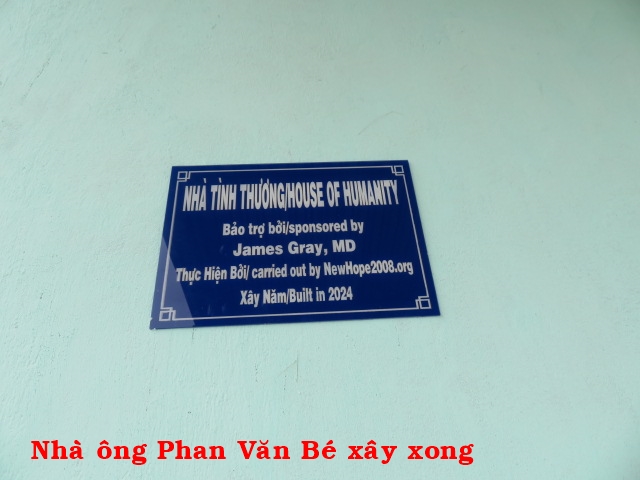 NHÀ TÌNH THƯƠNG/HOUSE OF HUMANITY
Bảo trợ bởi/sponsored by
James Gray, MD
Thực Hiện Bởi/ carried out by NewHope2008.org
Xây Năm/Built in 2024
Nhà ông Phan Văn Bé xây xong